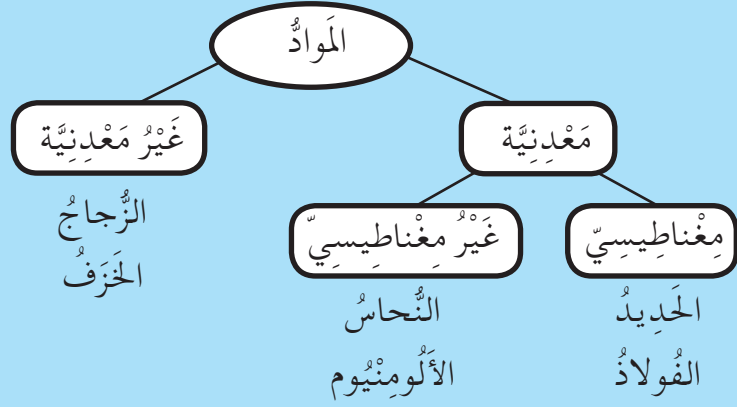 المَوادُّ
مَعْدِنِيَّة
غَيْرُ مَعْدِنِيَّة
مِغْناطِيسِيّ
غَيْرُ مِغْناطِيسِيّ
الزُّجاجُ
الخَزَفُ
الحَدِيدُ
الفُولاذُ
النُّحاسُ
الأَلُومِنْيُوم